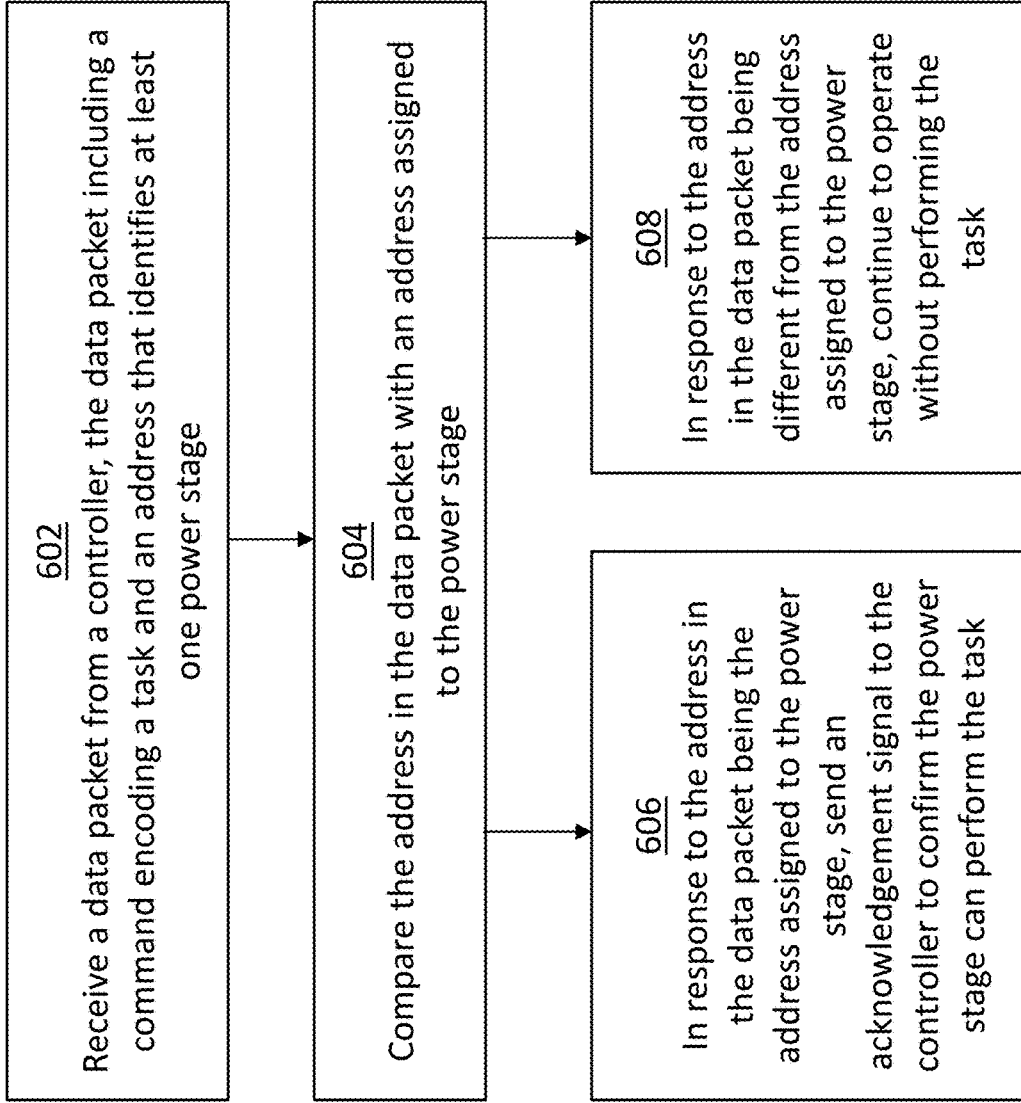 602
Receive a data packet from a controller, the data packet including a
command encoding a task and an address that identifies at least
one power stage
604
Compare the address in the data packet with an address assigned
to the power stage
606
In response to the address in
the data packet being the
address assigned to the power
stage, send an
acknowledgement signal to the
controller to confirm the power
stage can perform the task
608
In response to the address
in the data packet being
different from the address
assigned to the power
stage, continue to operate
without performing the
task